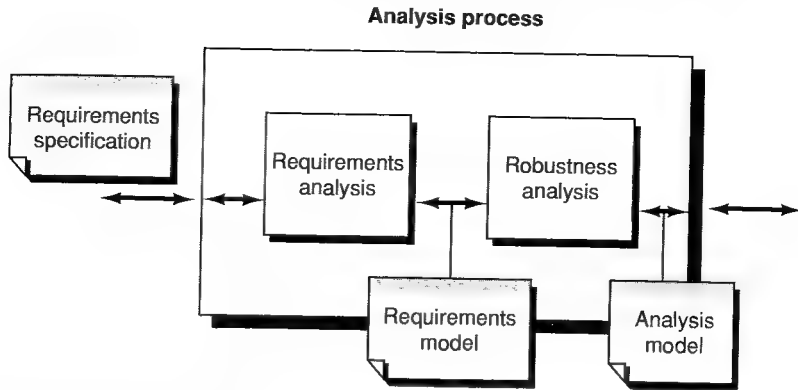 Analysis process
Requirements
specification
Requirements
analysis
Robustness
analysis
Requirements
model
Analysis
model